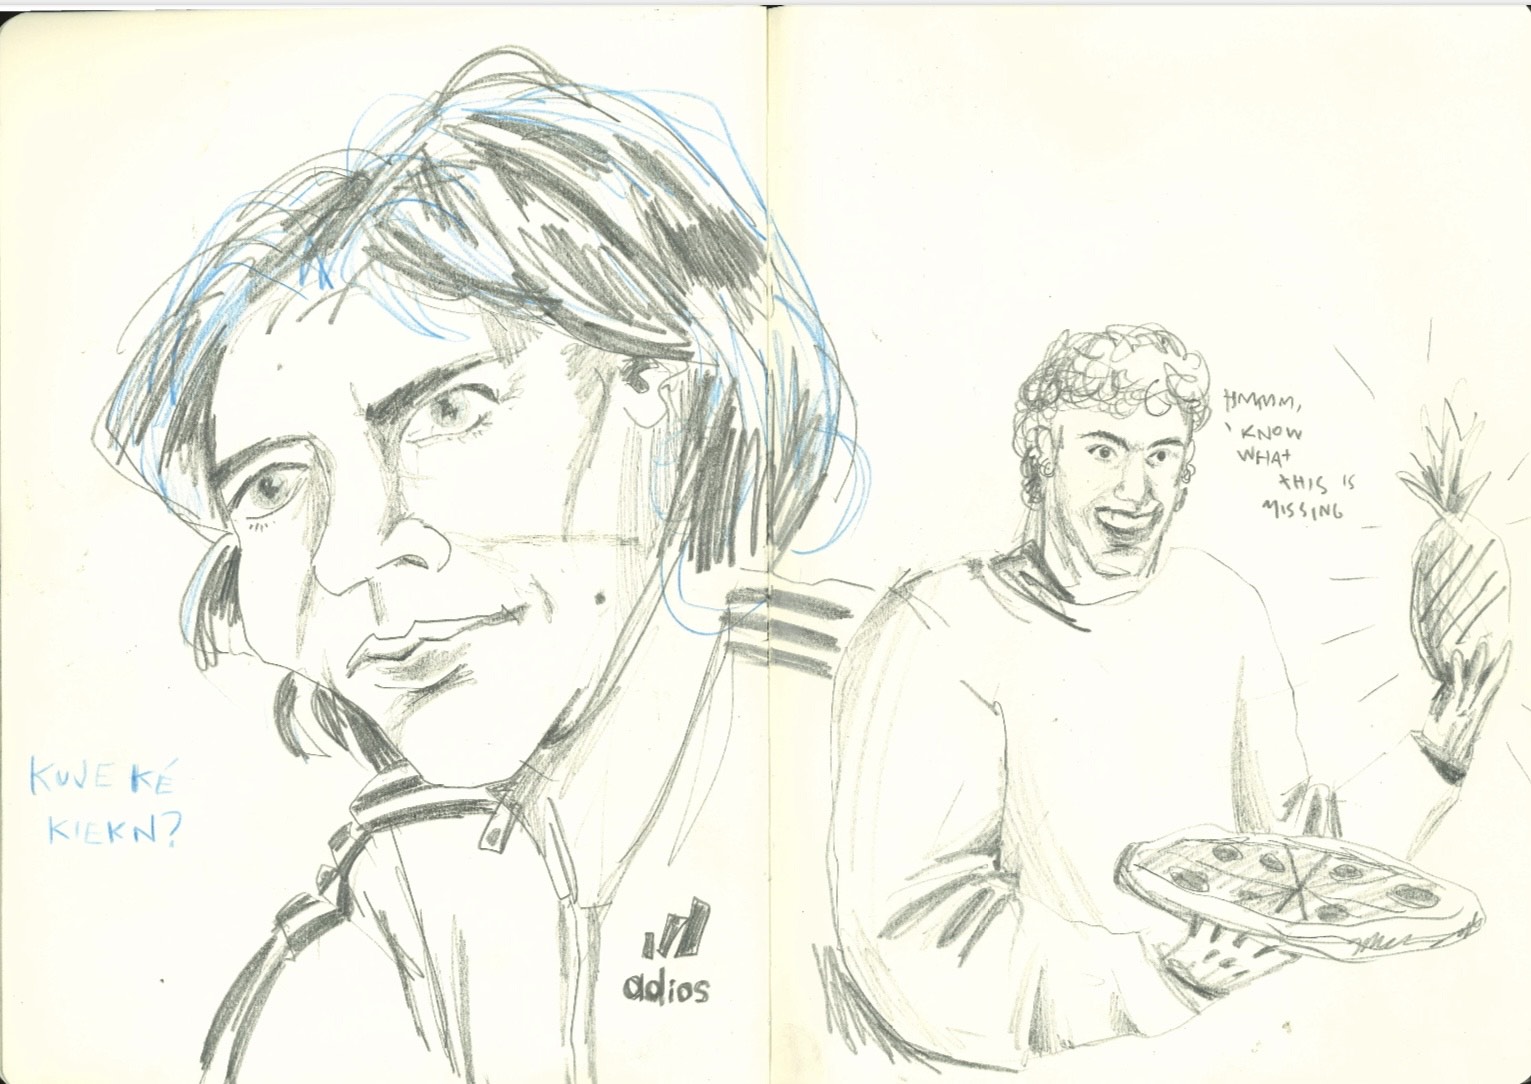 KUJE KÉ
KIEKN?
adios
HMMM,
I KNOW
WHAT
THIS IS
MISSING